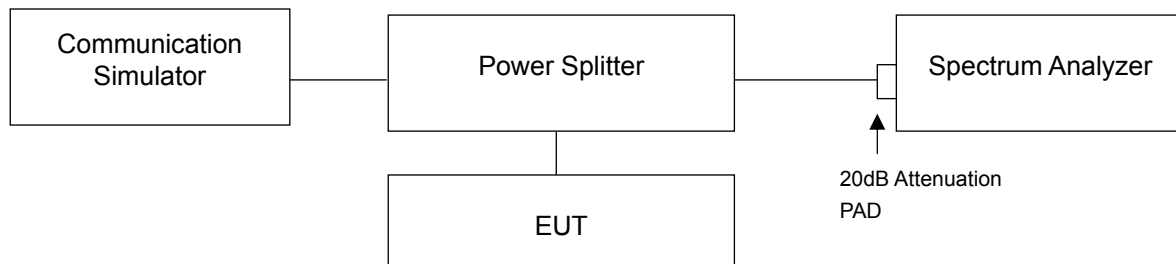 Communication
Simulator
Power Splitter
Spectrum Analyzer
20dB Attenuation
PAD
EUT